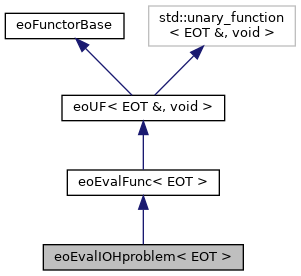 eoFunctorBase
std::unary_function
< EOT &, void >
eoUF< EOT &, void >
eoEvalFunc< EOT >
eoEvalIOHproblem< EOT >